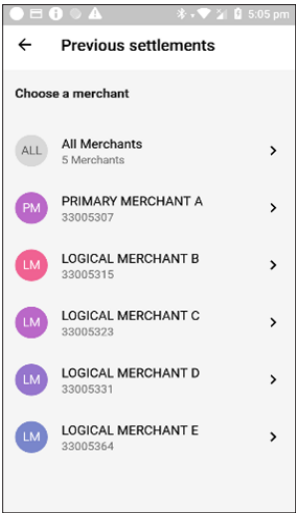 5:05 pm
Previous settlements
Choose a merchant
ALL
All Merchants
5 Merchants
PM
PRIMARY MERCHANT A
33005307
LM
LOGICAL MERCHANT B
33005315
LM
LOGICAL MERCHANT C
33005323
LM
LOGICAL MERCHANT D
33005331
LM
LOGICAL MERCHANT E
33005364